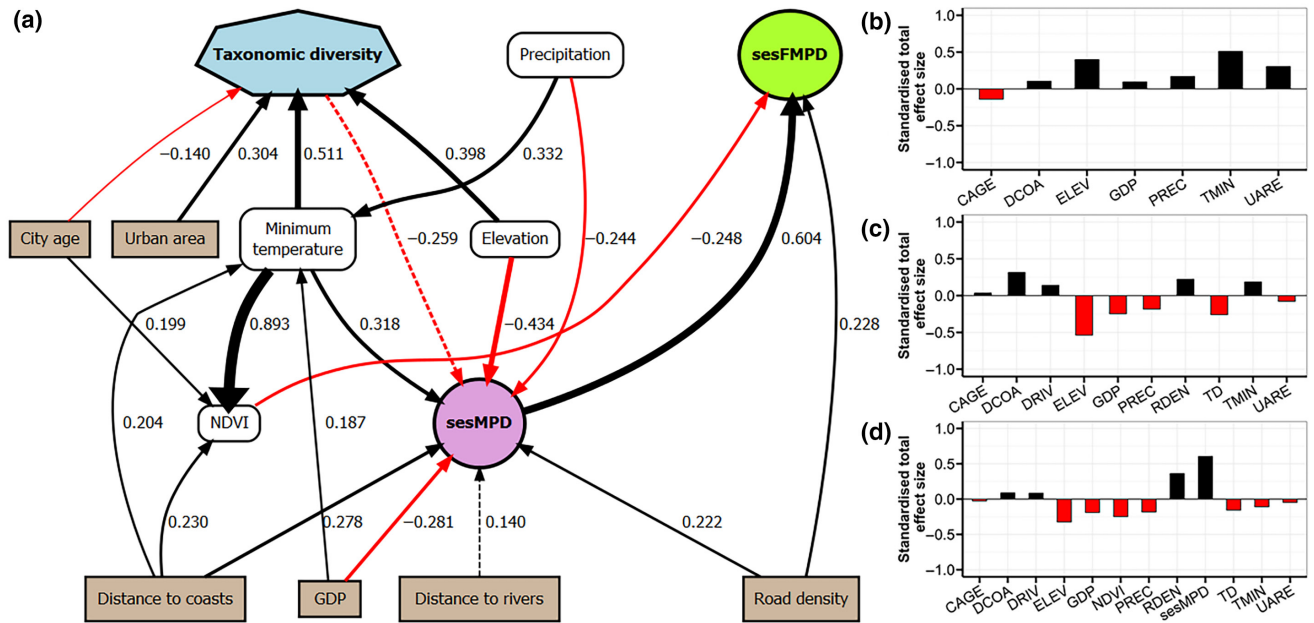 (a)
Taxonomic diversity
Precipitation
sesFMPD
−0.140
0.304
0.511
0.398
0.332
City age
Urban area
Minimum
temperature
−0.259
Elevation
−0.244
−0.248
0.604
0.199
0.893
0.318
−0.434
0.228
0.204
NDVI
0.187
sesMPD
0.230
0.278
−0.281
0.140
0.222
Distance to coasts
GDP
Distance to rivers
Road density
(b)
Standardised total
effect size
1.0
0.5
0.0
−0.5
−1.0
CAGE
DCOA
ELEV
GDP
PREC
TMIN
UARE
(c)
Standardised total
effect size
1.0
0.5
0.0
−0.5
−1.0
CAGE
DCOA
DRIV
ELEV
GDP
PREC
RDEN
TD
TMIN
UARE
(d)
Standardised total
effect size
1.0
0.5
0.0
−0.5
−1.0
CAGE
DCOA
DRIV
ELEV
GDP
NDVI
PREC
RDEN
sesMPD
TD
TMIN
UARE